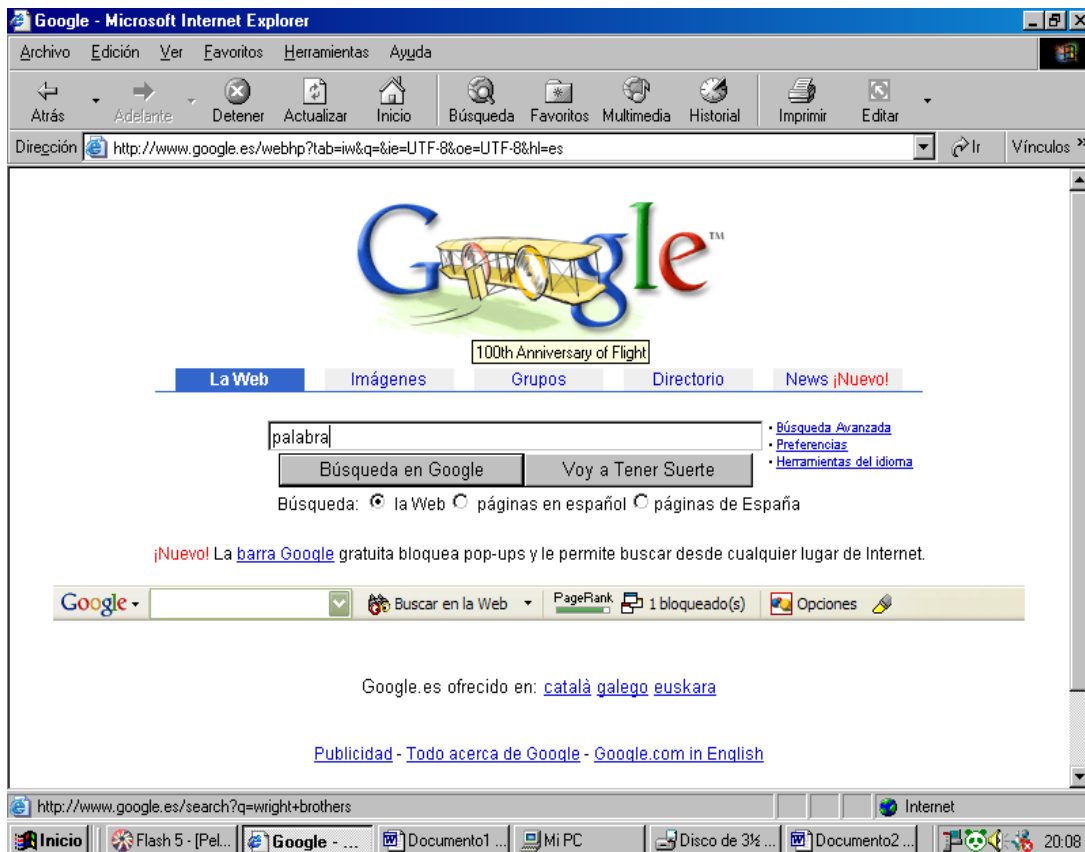 Google - Microsoft Internet Explorer
Archivo Edición Ver Favoritos Herramientas Ayuda
Atrás Adelante Detener Actualizar Inicio Búsqueda Favoritos Multimedia Historial Imprimir Editar
Dirección http://www.google.es/webhp?tab=iw&q=&ie=UTF-8&oe=UTF-8&hl=es Ir Vínculos »
Google™
100th Anniversary of Flight
La Web Imágenes Grupos Directorio News ¡Nuevo!
palabra
· Búsqueda Avanzada
· Preferencias
· Herramientas del idioma
Búsqueda en Google Voy a Tener Suerte
Búsqueda: la Web páginas en español páginas de España
¡Nuevo! La barra Google gratuita bloquea pop-ups y le permite buscar desde cualquier lugar de Internet.
Google Buscar en la Web PageRank 1 bloqueado(s) Opciones
Google.es ofrecido en: català galego euskara
Publicidad - Todo acerca de Google - Google.com in English
http://www.google.es/search?q=wright+brothers Internet
Inicio Flash 5 - [Pel... Google - ... Documento1 ... Mi PC Disco de 3½ ... Documento2 ... 20:08